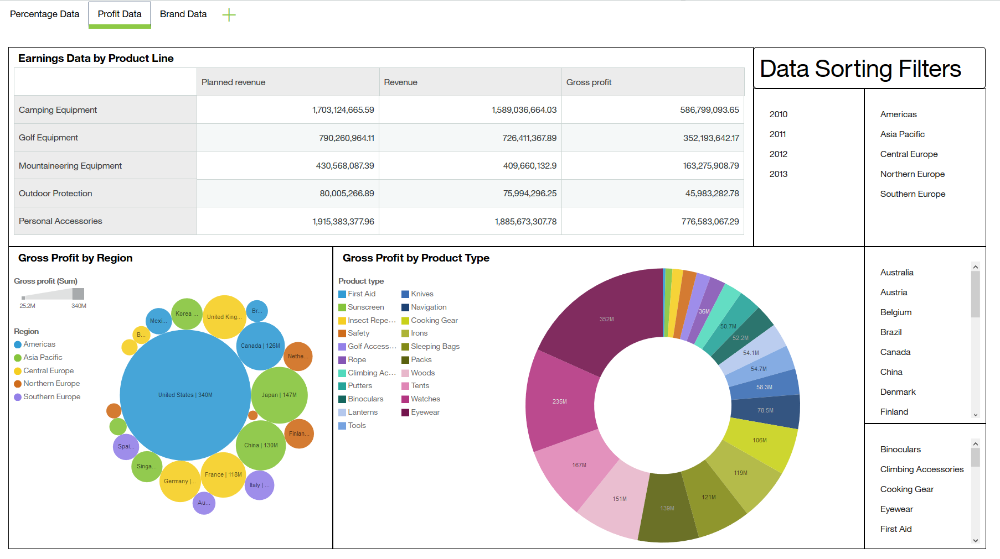 Percentage Data
Profit Data
Brand Data
Earnings Data by Product Line
Planned revenue Revenue Gross profit
Camping Equipment 1,703,124,665.59 1,589,036,664.03 586,799,093.65
Golf Equipment 790,260,964.11 726,411,367.89 352,193,642.17
Mountaineering Equipment 430,568,087.39 409,660,132.9 163,275,908.79
Outdoor Protection 80,005,266.89 75,994,296.25 45,983,282.78
Personal Accessories 1,915,383,377.96 1,885,673,307.78 776,583,067.29
Data Sorting Filters
2010
2011
2012
2013
Americas
Asia Pacific
Central Europe
Northern Europe
Southern Europe
Gross Profit by Region
Gross profit (Sum)
25.2M 340M
Region
Americas
Asia Pacific
Central Europe
Northern Europe
Southern Europe
Mexi...
Korea ...
United King...
Br...
B...
Canada | 126M
Nethe...
United States | 340M
Japan | 147M
Finlan...
China | 130M
Spai...
Singa...
Germany |...
France | 118M
Italy | ...
Au...
Gross Profit by Product Type
Product type
First Aid
Sunscreen
Insect Repe...
Safety
Golf Access...
Rope
Climbing Ac...
Putters
Binoculars
Lanterns
Tools
Knives
Navigation
Cooking Gear
Irons
Sleeping Bags
Packs
Woods
Tents
Watches
Eyewear
36M
50.7M
52.2M
54.1M
54.7M
58.3M
78.5M
106M
119M
121M
139M
151M
167M
235M
352M
Australia
Austria
Belgium
Brazil
Canada
China
Denmark
Finland
Binoculars
Climbing Accessories
Cooking Gear
Eyewear
First Aid